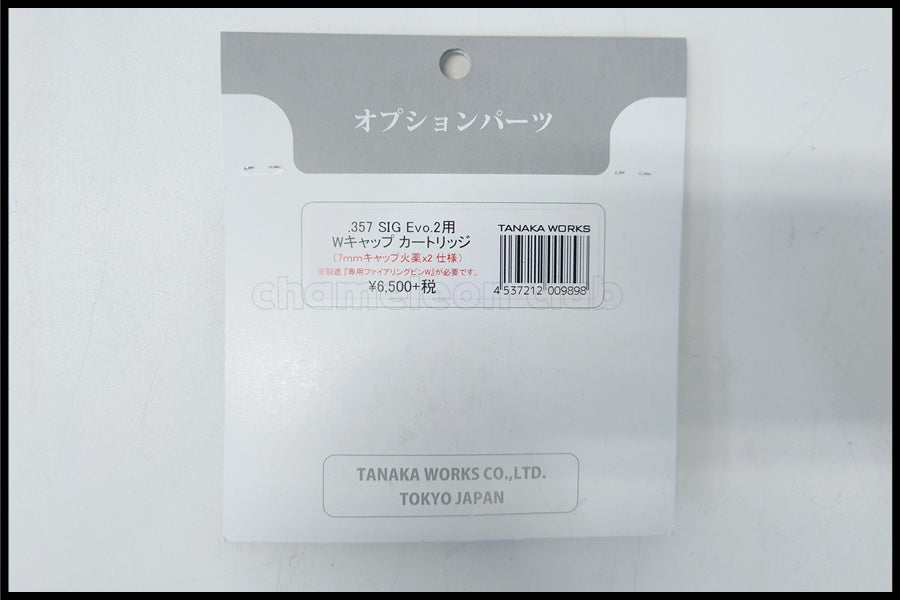 オプションパーツ
.357 SIG Evo.2用
Wキャップ カートリッジ
(7mmキャップ火薬x2 仕様)
※別途『専用ファイアリングピンW』が必要です。
¥6,500+税
TANAKA WORKS
4 537212 009898
chameleon club
TANAKA WORKS CO.,LTD.
TOKYO JAPAN